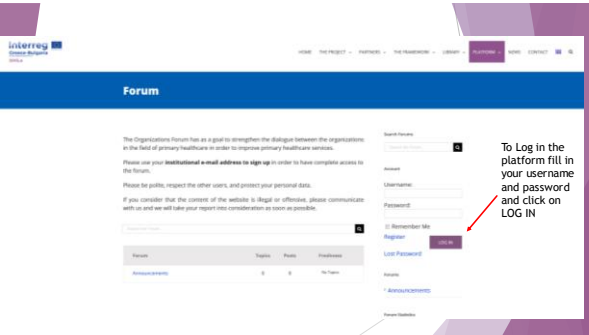 Interreg
Greece-Bulgaria
HOME THE PROJECT PARTNERS THE FRAMEWORK LIBRARY PLATFORM NEWS CONTACT
Forum
The Organizations Forum has as a goal to strengthen the dialogue between the organizations
in the field of primary healthcare in order to improve primary healthcare services.
Please use your institutional e-mail address to sign up in order to have complete access to
the forum.
Please be polite, respect the other users, and protect your personal data.
If you consider that the content of the website is illegal or offensive, please communicate
with us and we will take your report into consideration as soon as possible.
Forum Topics Posts Freshness
Announcements 0 0 No Topics
Search Forums
Search the Forum
Account
Username:
Password:
Remember Me
Register
LOG IN
Lost Password
Forums
Announcements
Forum Statistics
To Log in the
platform fill in
your username
and password
and click on
LOG IN